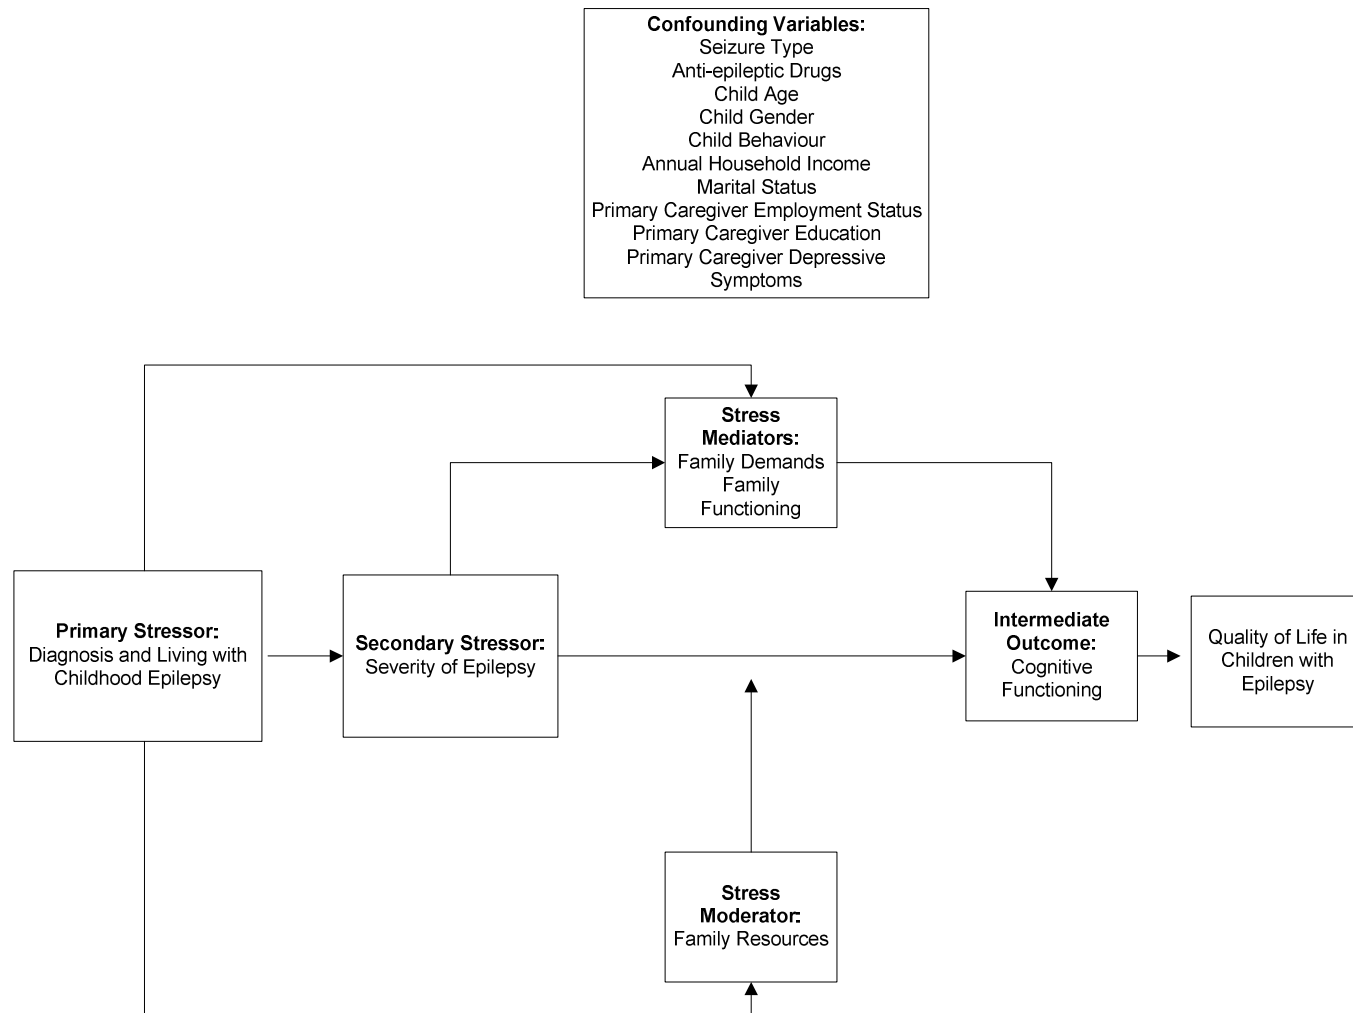 Confounding Variables:
Seizure Type
Anti-epileptic Drugs
Child Age
Child Gender
Child Behaviour
Annual Household Income
Marital Status
Primary Caregiver Employment Status
Primary Caregiver Education
Primary Caregiver Depressive
Symptoms
Stress
Mediators:
Family Demands
Family
Functioning
Primary Stressor:
Diagnosis and Living with
Childhood Epilepsy
Secondary Stressor:
Severity of Epilepsy
Intermediate
Outcome:
Cognitive
Functioning
Quality of Life in
Children with
Epilepsy
Stress
Moderator:
Family Resources